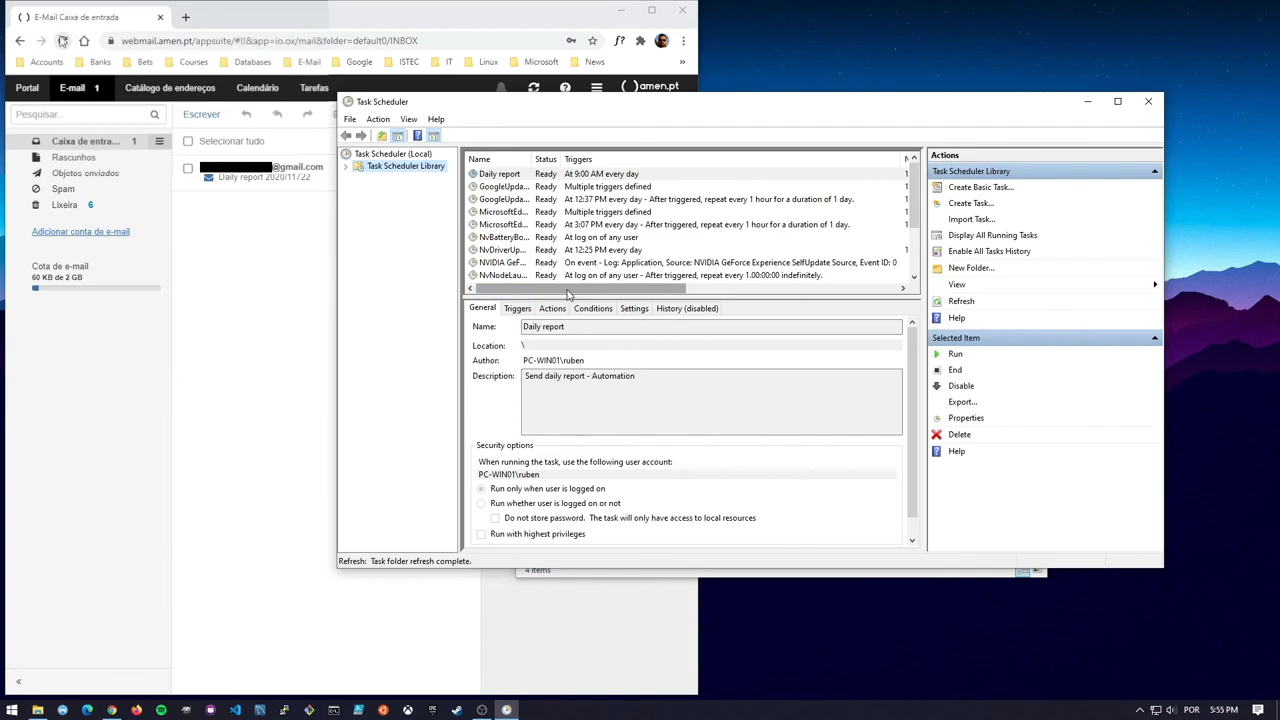 E-Mail Caixa de entrada
webmail.amen.pt/appsuite/#!!&app=io.ox/mail&folder=default0/INBOX
Accounts Banks Bets Courses Databases E-Mail Google ISTEC IT Linux Microsoft News
Portal E-mail 1 Catálogo de endereços Calendário Tarefas amen.pt
Pesquisar... Escrever
Caixa de entra... 1
Rascunhos
Objetos enviados
Spam
Lixeira 6
Adicionar conta de e-mail
Cota de e-mail
60 KB de 2 GB
Selecionar tudo
@gmail.com
Daily report 2020/11/22
Task Scheduler
File Action View Help
Task Scheduler (Local)
Task Scheduler Library
Name Status Triggers N
Daily report Ready At 9:00 AM every day 1
GoogleUpda... Ready Multiple triggers defined 1
GoogleUpda... Ready At 12:37 PM every day - After triggered, repeat every 1 hour for a duration of 1 day. 1
MicrosoftEd... Ready Multiple triggers defined 1
MicrosoftEd... Ready At 3:07 PM every day - After triggered, repeat every 1 hour for a duration of 1 day. 1
NvBatteryBo... Ready At log on of any user
NvDriverUp... Ready At 12:25 PM every day 1
NVIDIA GeF... Ready On event - Log: Application, Source: NVIDIA GeForce Experience SelfUpdate Source, Event ID: 0
NvNodeLau... Ready At log on of any user - After triggered, repeat every 1.00:00:00 indefinitely.
General Triggers Actions Conditions Settings History (disabled)
Name: Daily report
Location: \
Author: PC-WIN01\ruben
Description: Send daily report - Automation
Security options
When running the task, use the following user account:
PC-WIN01\ruben
Run only when user is logged on
Run whether user is logged on or not
Do not store password. The task will only have access to local resources
Run with highest privileges
Actions
Task Scheduler Library
Create Basic Task...
Create Task...
Import Task...
Display All Running Tasks
Enable All Tasks History
New Folder...
View
Refresh
Help
Selected Item
Run
End
Disable
Export...
Properties
Delete
Help
Refresh: Task folder refresh complete.
4 items
POR 5:55 PM